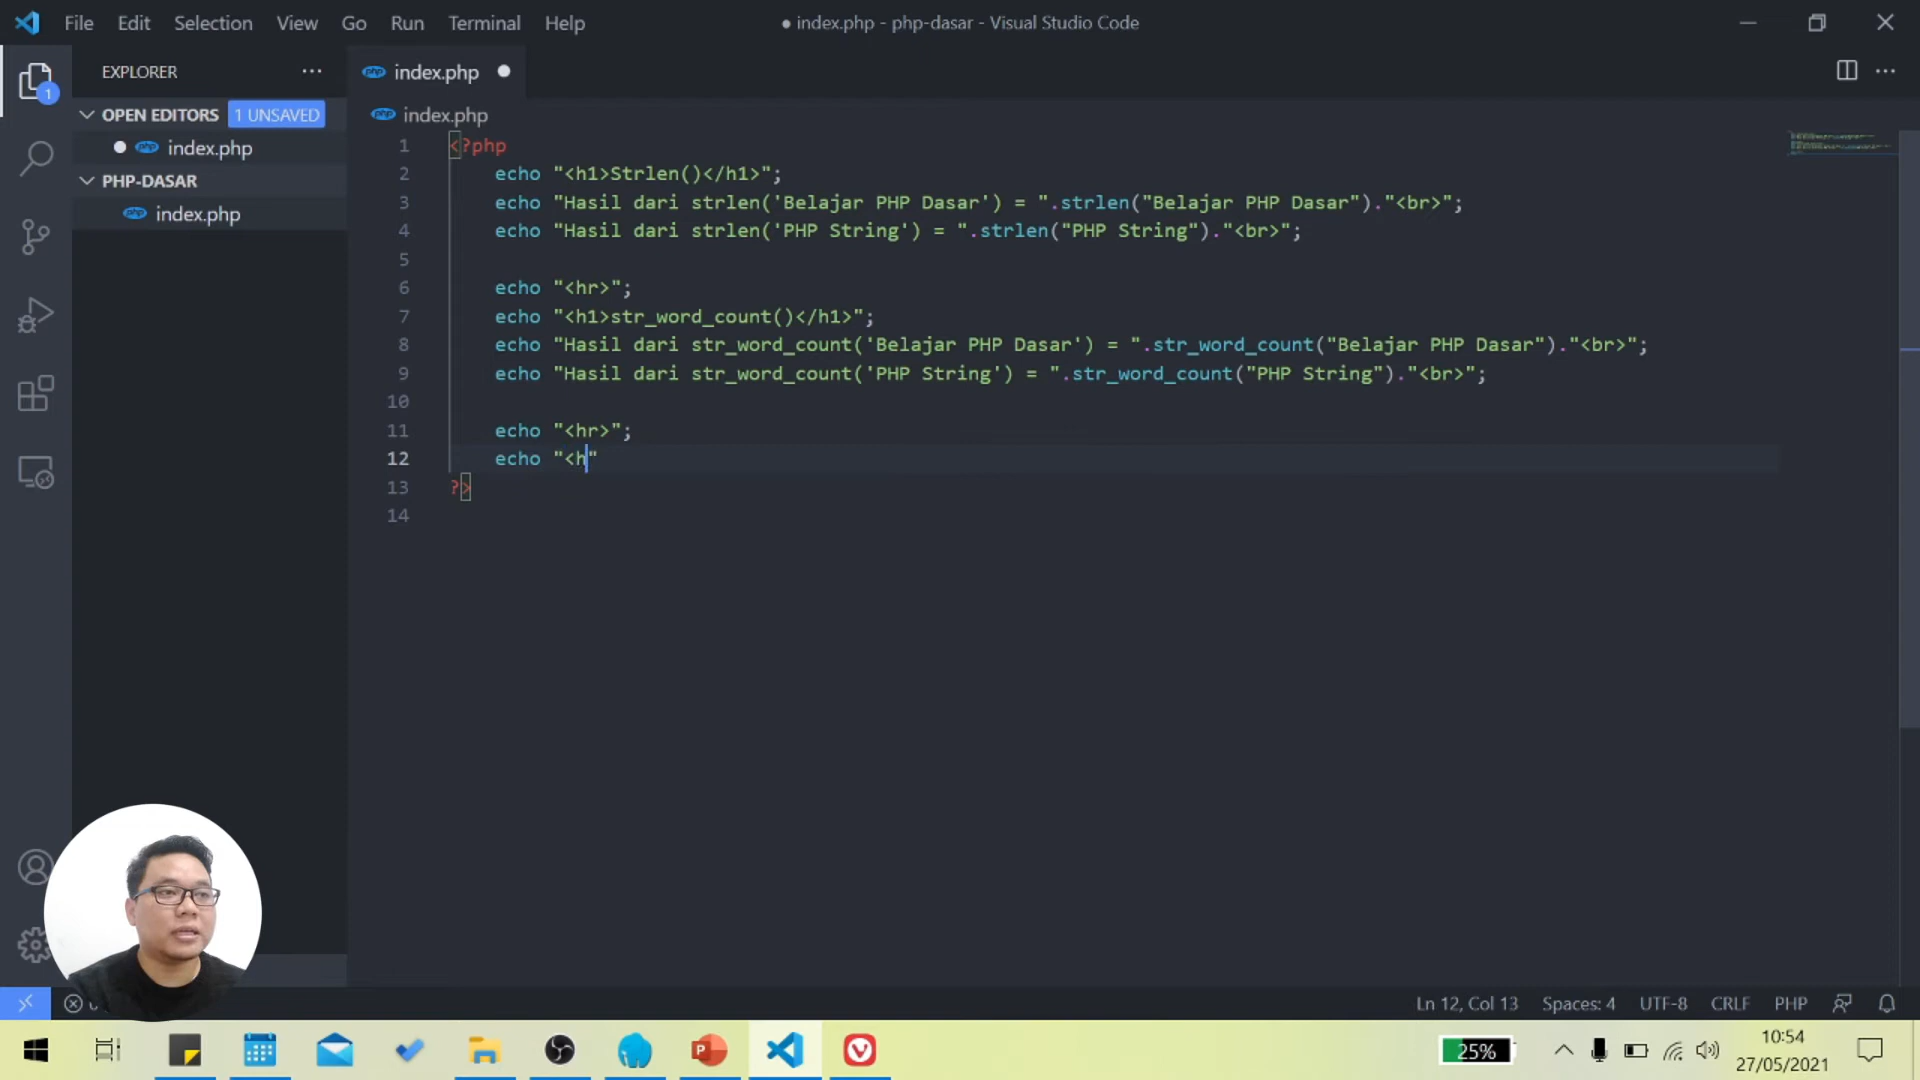 File Edit Selection View Go Run Terminal Help
● index.php - php-dasar - Visual Studio Code
EXPLORER
index.php
OPEN EDITORS 1 UNSAVED
index.php
index.php
PHP-DASAR
index.php
1
1 <?php
2 echo "<h1>Strlen()</h1>";
3 echo "Hasil dari strlen('Belajar PHP Dasar') = ".strlen("Belajar PHP Dasar")."<br>";
4 echo "Hasil dari strlen('PHP String') = ".strlen("PHP String")."<br>";
5
6 echo "<hr>";
7 echo "<h1>str_word_count()</h1>";
8 echo "Hasil dari str_word_count('Belajar PHP Dasar') = ".str_word_count("Belajar PHP Dasar")."<br>";
9 echo "Hasil dari str_word_count('PHP String') = ".str_word_count("PHP String")."<br>";
10
11 echo "<hr>";
12 echo "<h"
13 ?>
14
Ln 12, Col 13 Spaces: 4 UTF-8 CRLF PHP
25%
10:54
27/05/2021